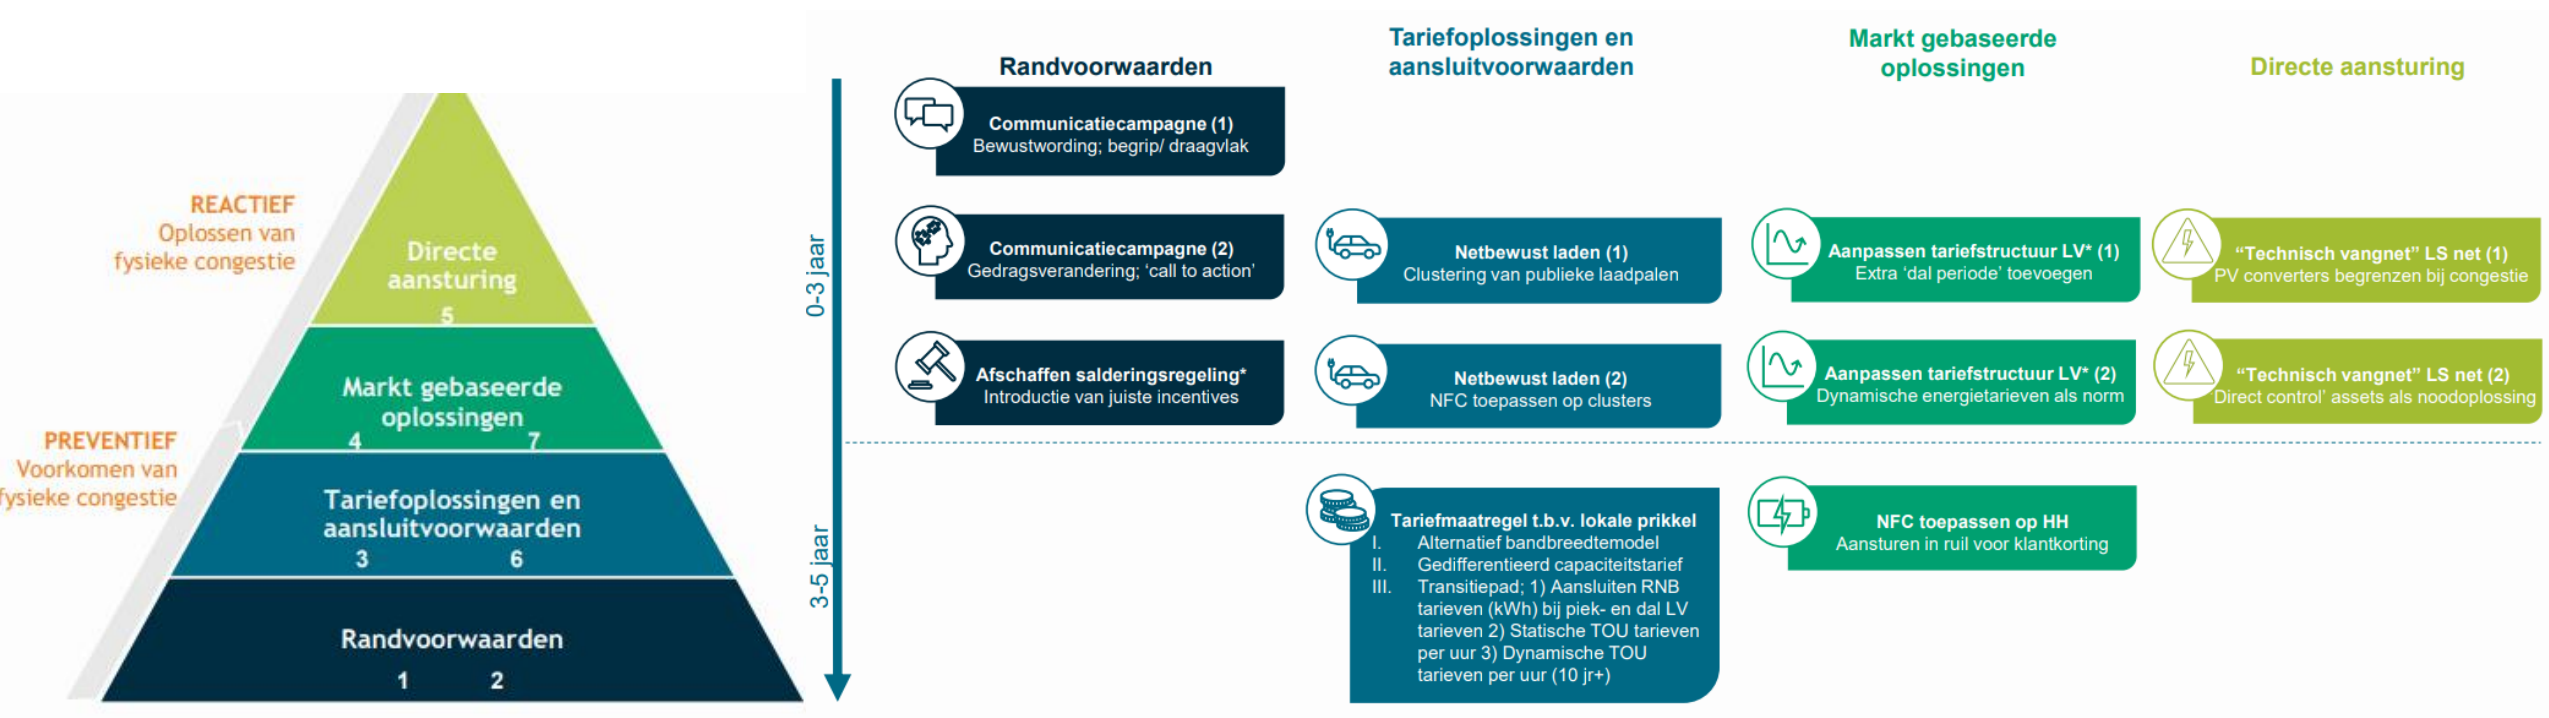 REACTIEF
Oplossen van
fysieke congestie
PREVENTIEF
Voorkomen van
fysieke congestie
Directe
aansturing
5
Markt gebaseerde
oplossingen
4 7
Tariefoplossingen en
aansluitvoorwaarden
3 6
Randvoorwaarden
1 2
0-3 jaar
3-5 jaar
Randvoorwaarden
Communicatiecampagne (1)
Bewustwording; begrip/ draagvlak
Communicatiecampagne (2)
Gedragsverandering; ‘call to action’
Afschaffen salderingsregeling*
Introductie van juiste incentives
Tariefoplossingen en
aansluitvoorwaarden
Netbewust laden (1)
Clustering van publieke laadpalen
Netbewust laden (2)
NFC toepassen op clusters
Tariefmaatregel t.b.v. lokale prikkel
I. Alternatief bandbreedtemodel
II. Gedifferentieerd capaciteitstarief
III. Transitiepad; 1) Aansluiten RNB
tarieven (kWh) bij piek- en dal LV
tarieven 2) Statische TOU tarieven
per uur 3) Dynamische TOU
tarieven per uur (10 jr+)
Markt gebaseerde
oplossingen
Aanpassen tariefstructuur LV* (1)
Extra ‘dal periode’ toevoegen
Aanpassen tariefstructuur LV* (2)
Dynamische energietarieven als norm
NFC toepassen op HH
Aansturen in ruil voor klantkorting
Directe aansturing
“Technisch vangnet” LS net (1)
PV converters begrenzen bij congestie
“Technisch vangnet” LS net (2)
Direct control’ assets als noodoplossing